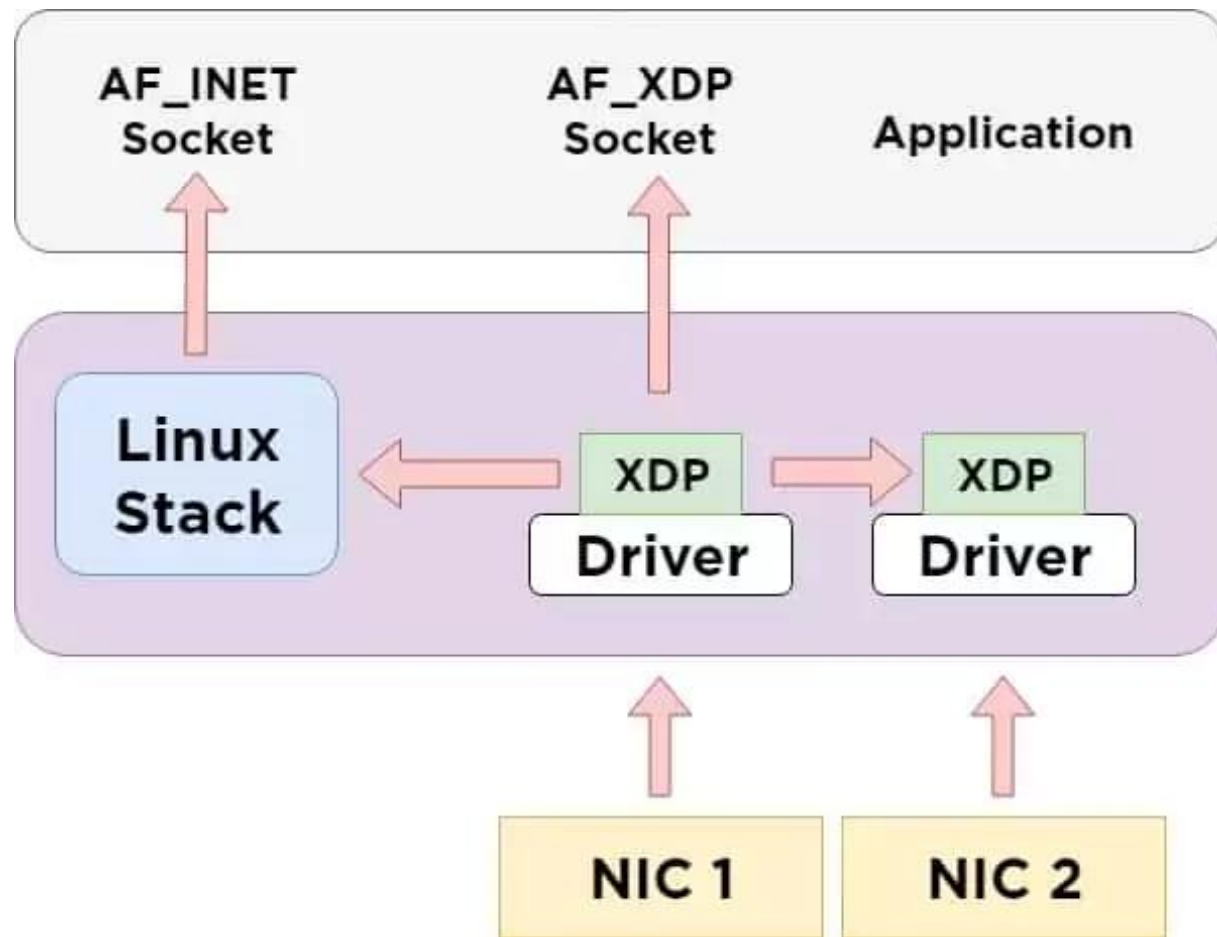 AF_INET
Socket
AF_XDP
Socket
Application
Linux
Stack
XDP
Driver
XDP
Driver
NIC 1
NIC 2